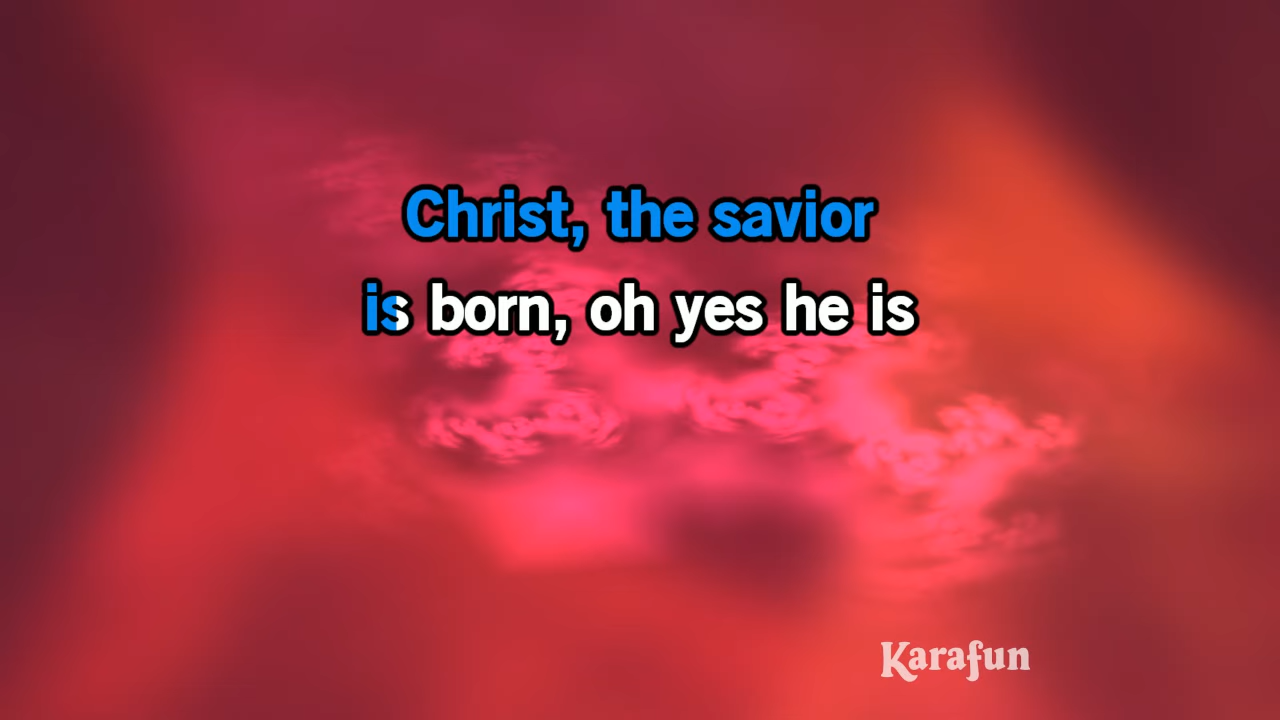 Christ, the savior
is born, oh yes he is
Karafun